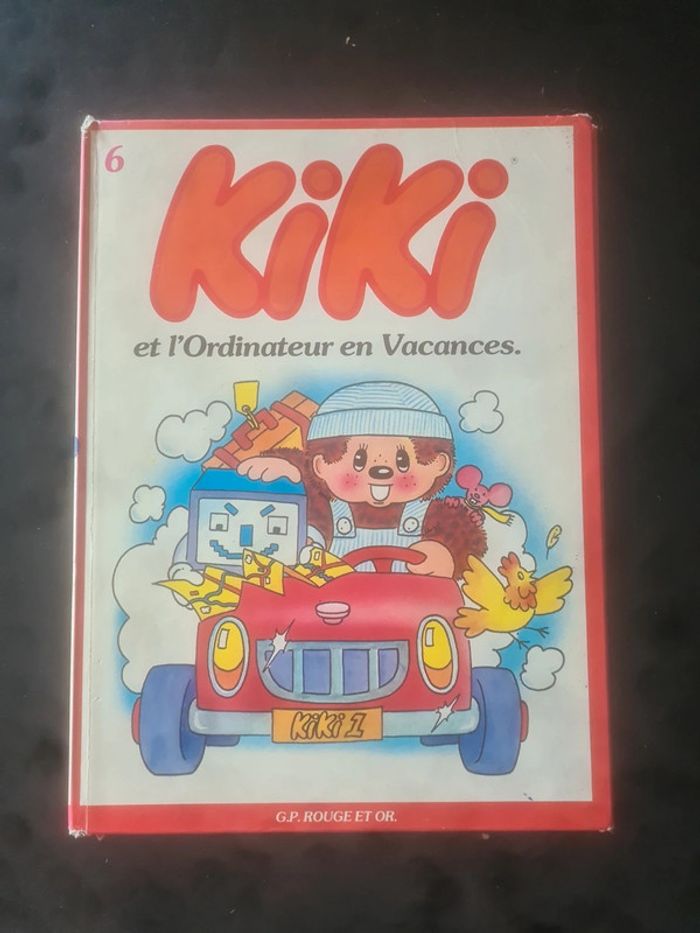 6
KiKi ®
et l'Ordinateur en Vacances.
KiKi 1
G.P. ROUGE ET OR.